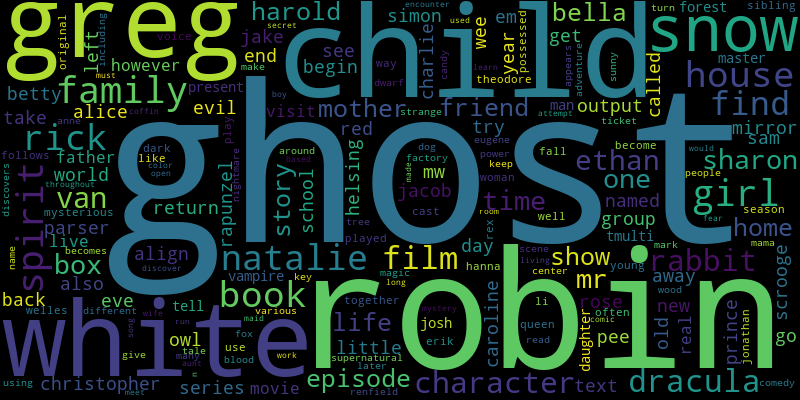 greg
child
snow
ghost
robin
white
harold
simon
em
bella
wee
year
possessed
get
forest
turn
sibling
secret
used
encounter
voice
including
left
original
jake
end
see
begin
charlie
way
candy
learn
dwarf
theodore
appears
adventure
sunny
called
master
house
however
betty
must
make
present
family
alice
evil
visit
mother
friend
try
man
output
find
take
anne
coffin
boy
strange
attempt
ticket
mirror
rick
father
dark
like
color
open
play
nightmare
red
dog
factory
eugene
power
keep
fall
become
would
people
sam
sharon
follows
world
around
based
story
school
helsing
mw
made
woman
ethan
one
girl
fear
discovers
spirit
van
throughout
return
rapunzel
tree
jacob
cast
rex
time
well
named
group
season
mysterious
parser
played
room
day
tmulti
mark
mama
home
name
live
becomes
align
discover
natalie
film
scene
living
show
young
rabbit
box
vampire
key
magic
long
hanna
center
mr
wood
away
scrooge
also
back
eve
tell
book
various
together
caroline
li
rose
often
new
real
prince
welles
different
maid
life
josh
mystery
queen
daughter
comic
pee
old
jonathan
go
song
wife
run
owl
fox
tale
use
blood
work
little
erik
read
give
many
aunt
supernatural
later
episode
using
christopher
meet
series
movie
renfield
character
text
dracula
comedy